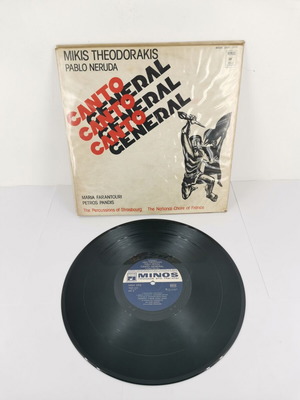 MIKIS THEODORAKIS
PABLO NERUDA
CANTO
GENERAL
CANTO
GENERAL
CANTO
GENERAL
MARIA FARANTOURI
PETROS PANDIS
The Percussions of Strasbourg The National Choir of France
MINOS